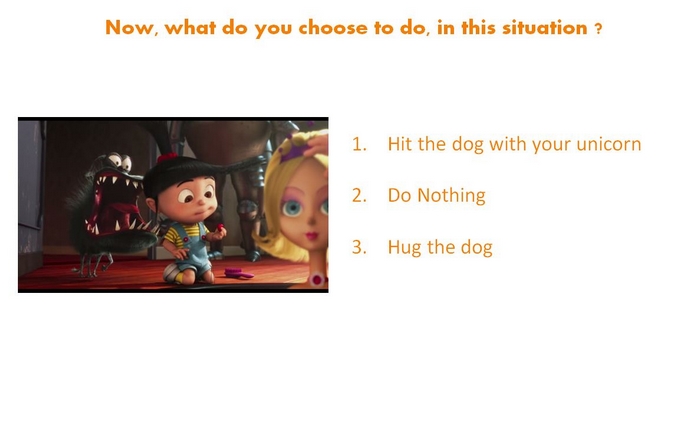 Now, what do you choose to do, in this situation ?
1. Hit the dog with your unicorn
2. Do Nothing
3. Hug the dog